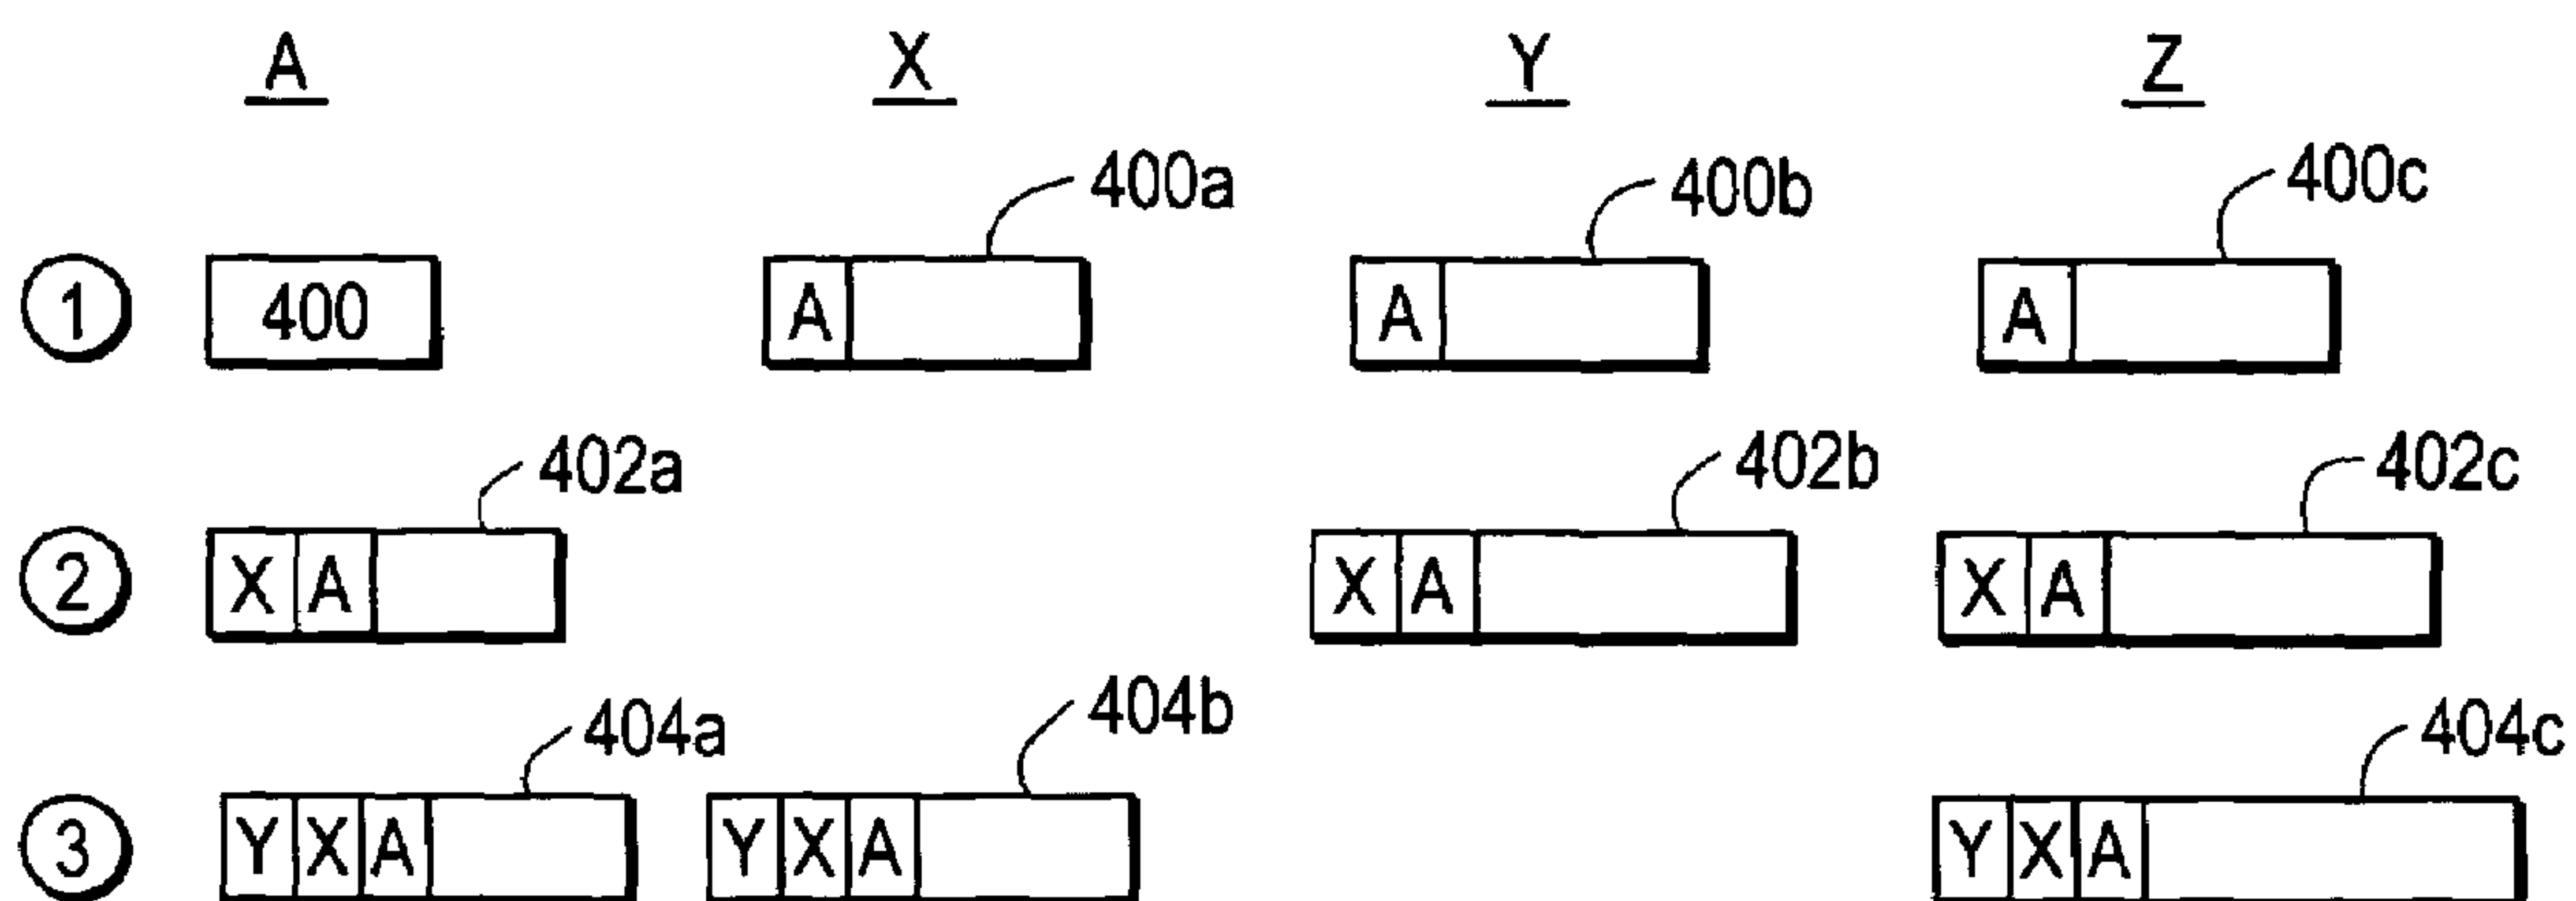 A X Y Z
400a 400b 400c
1 400 A A A
402a 402b 402c
2 X A X A X A
404a 404b 404c
3 Y X A Y X A Y X A